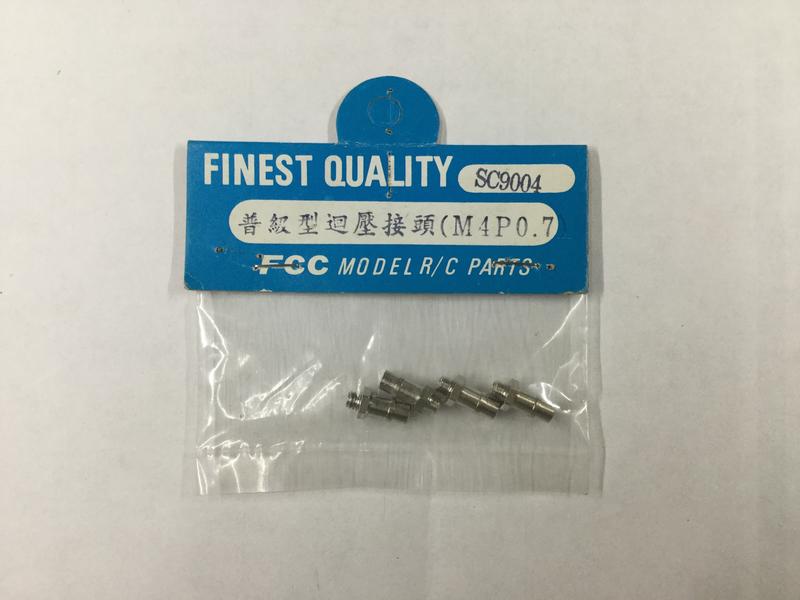 FINEST QUALITY SC9004
普級型迴壓接頭(M4P0.7)
FCC MODEL R/C PARTS